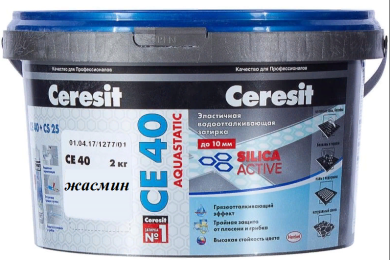 Качество для Профессионалов
Качество для Профессионалов
Ceresit
Ceresit
CE 40 AQUASTATIC
Эластичная
водоотталкивающая
затирка
до 10 мм
SILICA
ACTIVE
40 + CS 25
01.04.17/1277/01
CE 40 2 кг
жасмин
Ceresit
ЗАТИРКА
№1
Грязеотталкивающий
эффект
Тройная защита
от плесени и грибка
Высокая стойкость цвета
Henkel